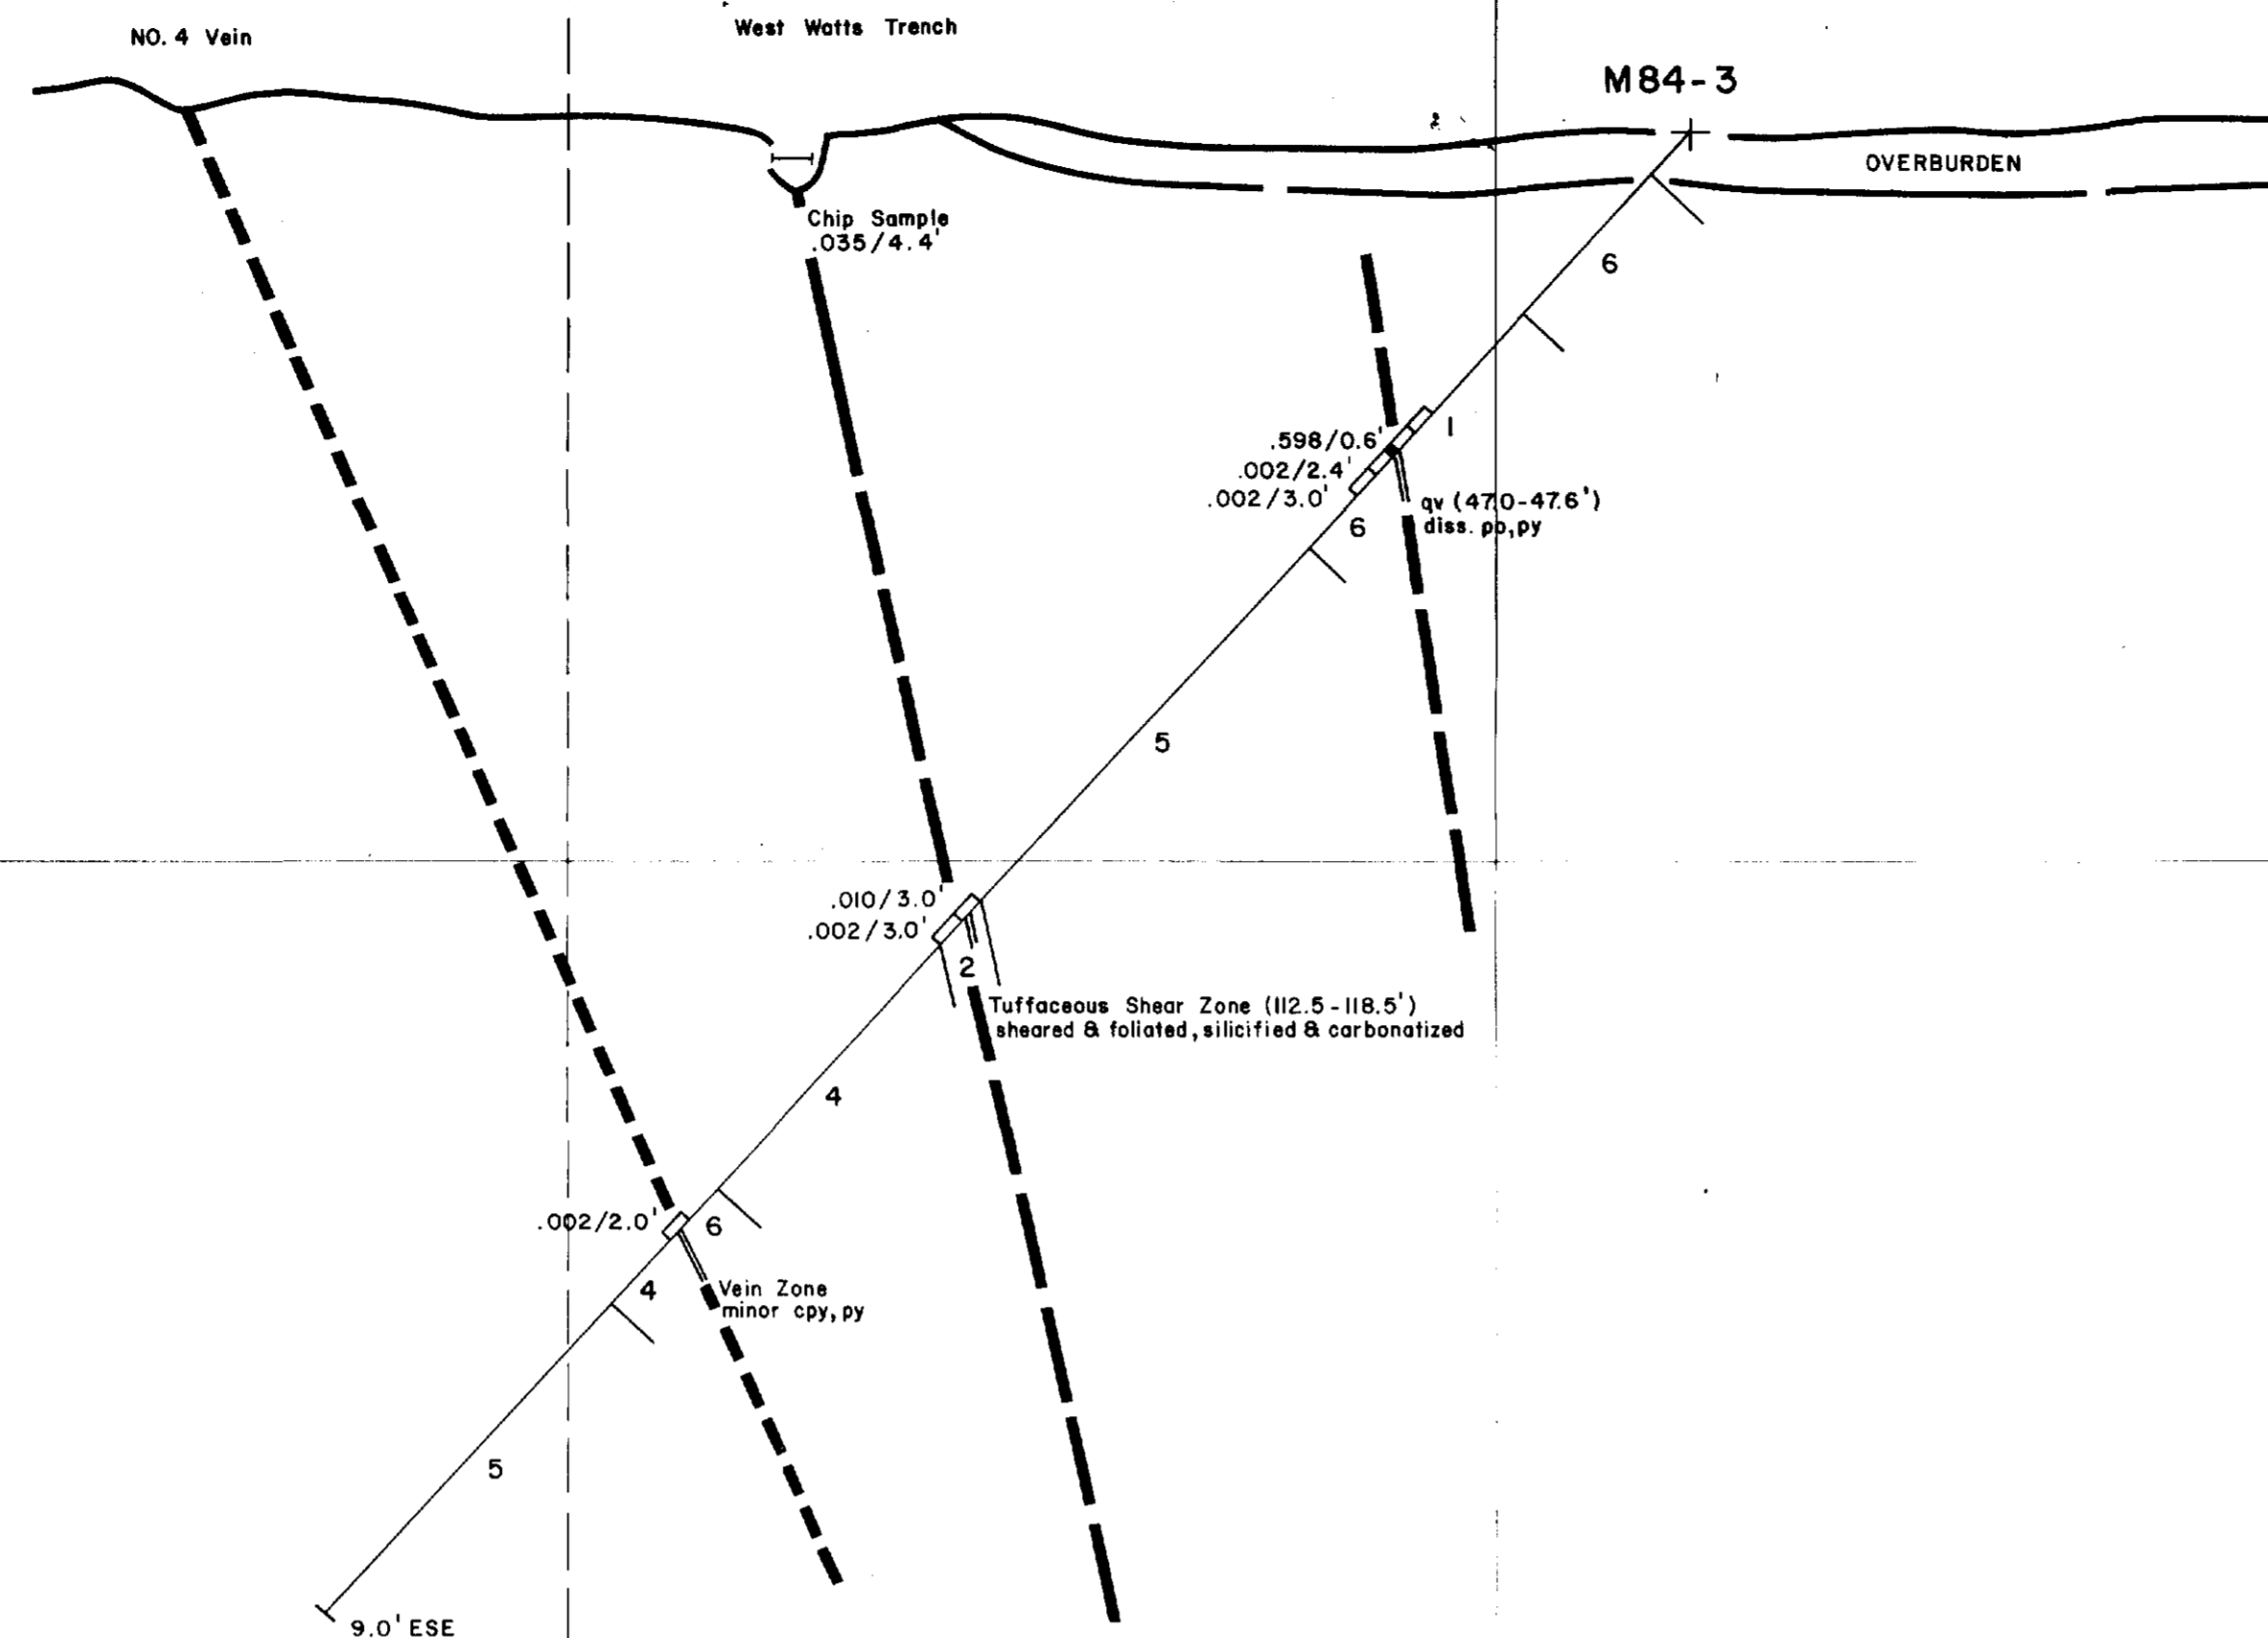 NO. 4 Vein
West Watts Trench
M84-3
OVERBURDEN
Chip Sample
.035/4.4'
6
1
.598/0.6'
.002/2.4'
.002/3.0'
qv (47.0-47.6')
diss. po,py
6
5
.010/3.0'
.002/3.0'
2
Tuffaceous Shear Zone (112.5-118.5')
sheared & foliated, silicified & carbonatized
4
.002/2.0'
6
Vein Zone
minor cpy, py
4
5
9.0' ESE